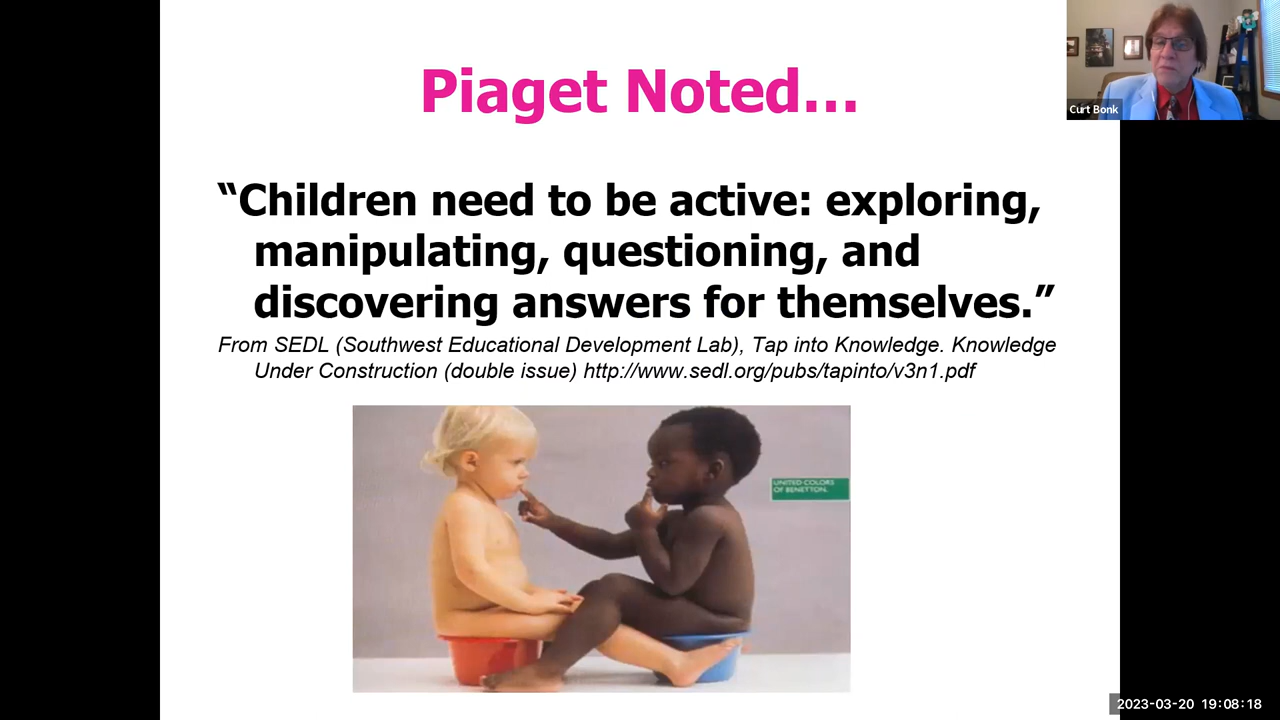 Piaget Noted...
Curt Bonk
“Children need to be active: exploring,
manipulating, questioning, and
discovering answers for themselves.”
From SEDL (Southwest Educational Development Lab), Tap into Knowledge. Knowledge
Under Construction (double issue) http://www.sedl.org/pubs/tapinto/v3n1.pdf
UNITED COLORS
OF BENETTON.
2023-03-20 19:08:18